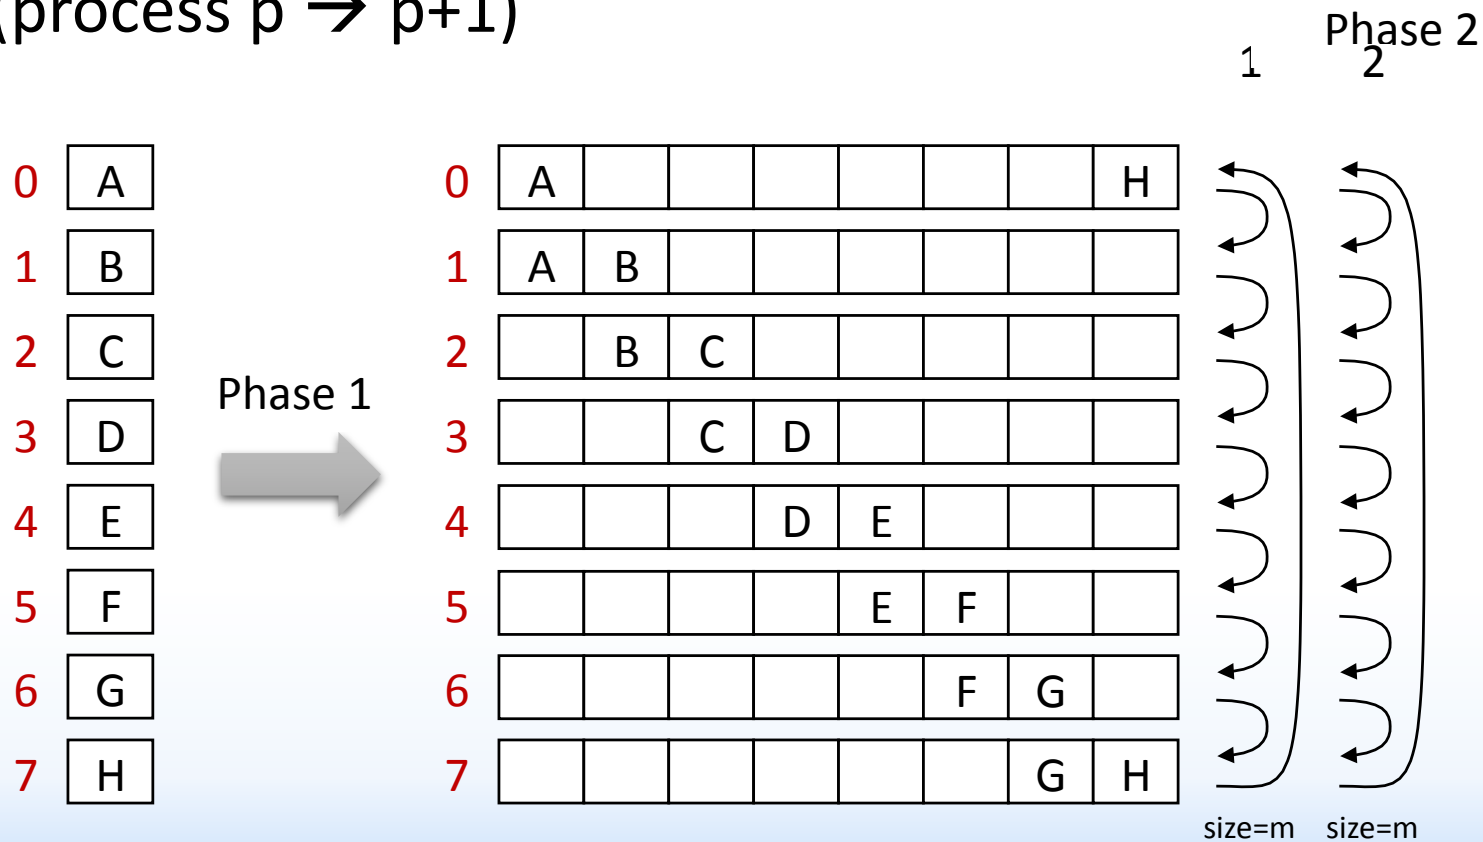 (process p → p+1)
Phase 2
1 2
0 A 0 A H
1 B 1 A B
2 C 2 B C
Phase 1
3 D 3 C D
4 E 4 D E
5 F 5 E F
6 G 6 F G
7 H 7 G H
size=m size=m